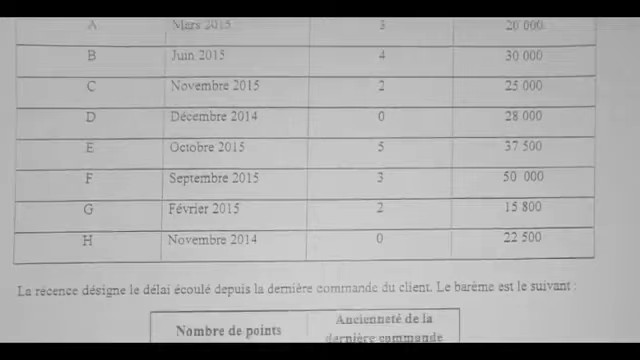 A Mars 2015 3 20 000
B Juin 2015 4 30 000
C Novembre 2015 2 25 000
D Décembre 2014 0 28 000
E Octobre 2015 5 37 500
F Septembre 2015 3 50 000
G Février 2015 2 15 800
H Novembre 2014 0 22 500
La récence désigne le délai écoulé depuis la dernière commande du client. Le barème est le suivant :
Nombre de points Ancienneté de la
dernière commande